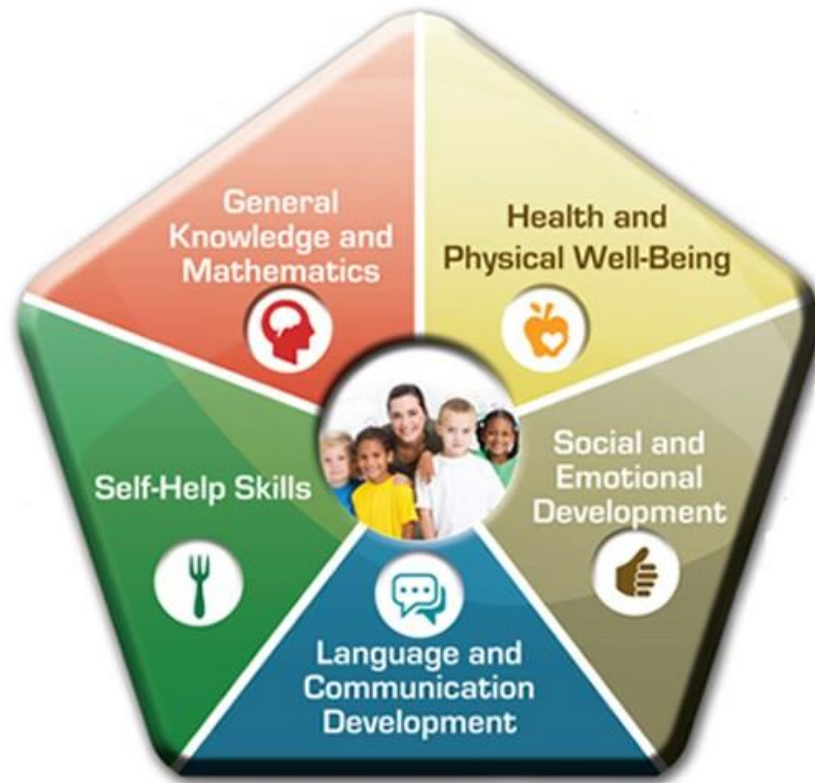 General
Knowledge and
Mathematics
Health and
Physical Well-Being
Social and
Emotional
Development
Language and
Communication
Development
Self-Help Skills